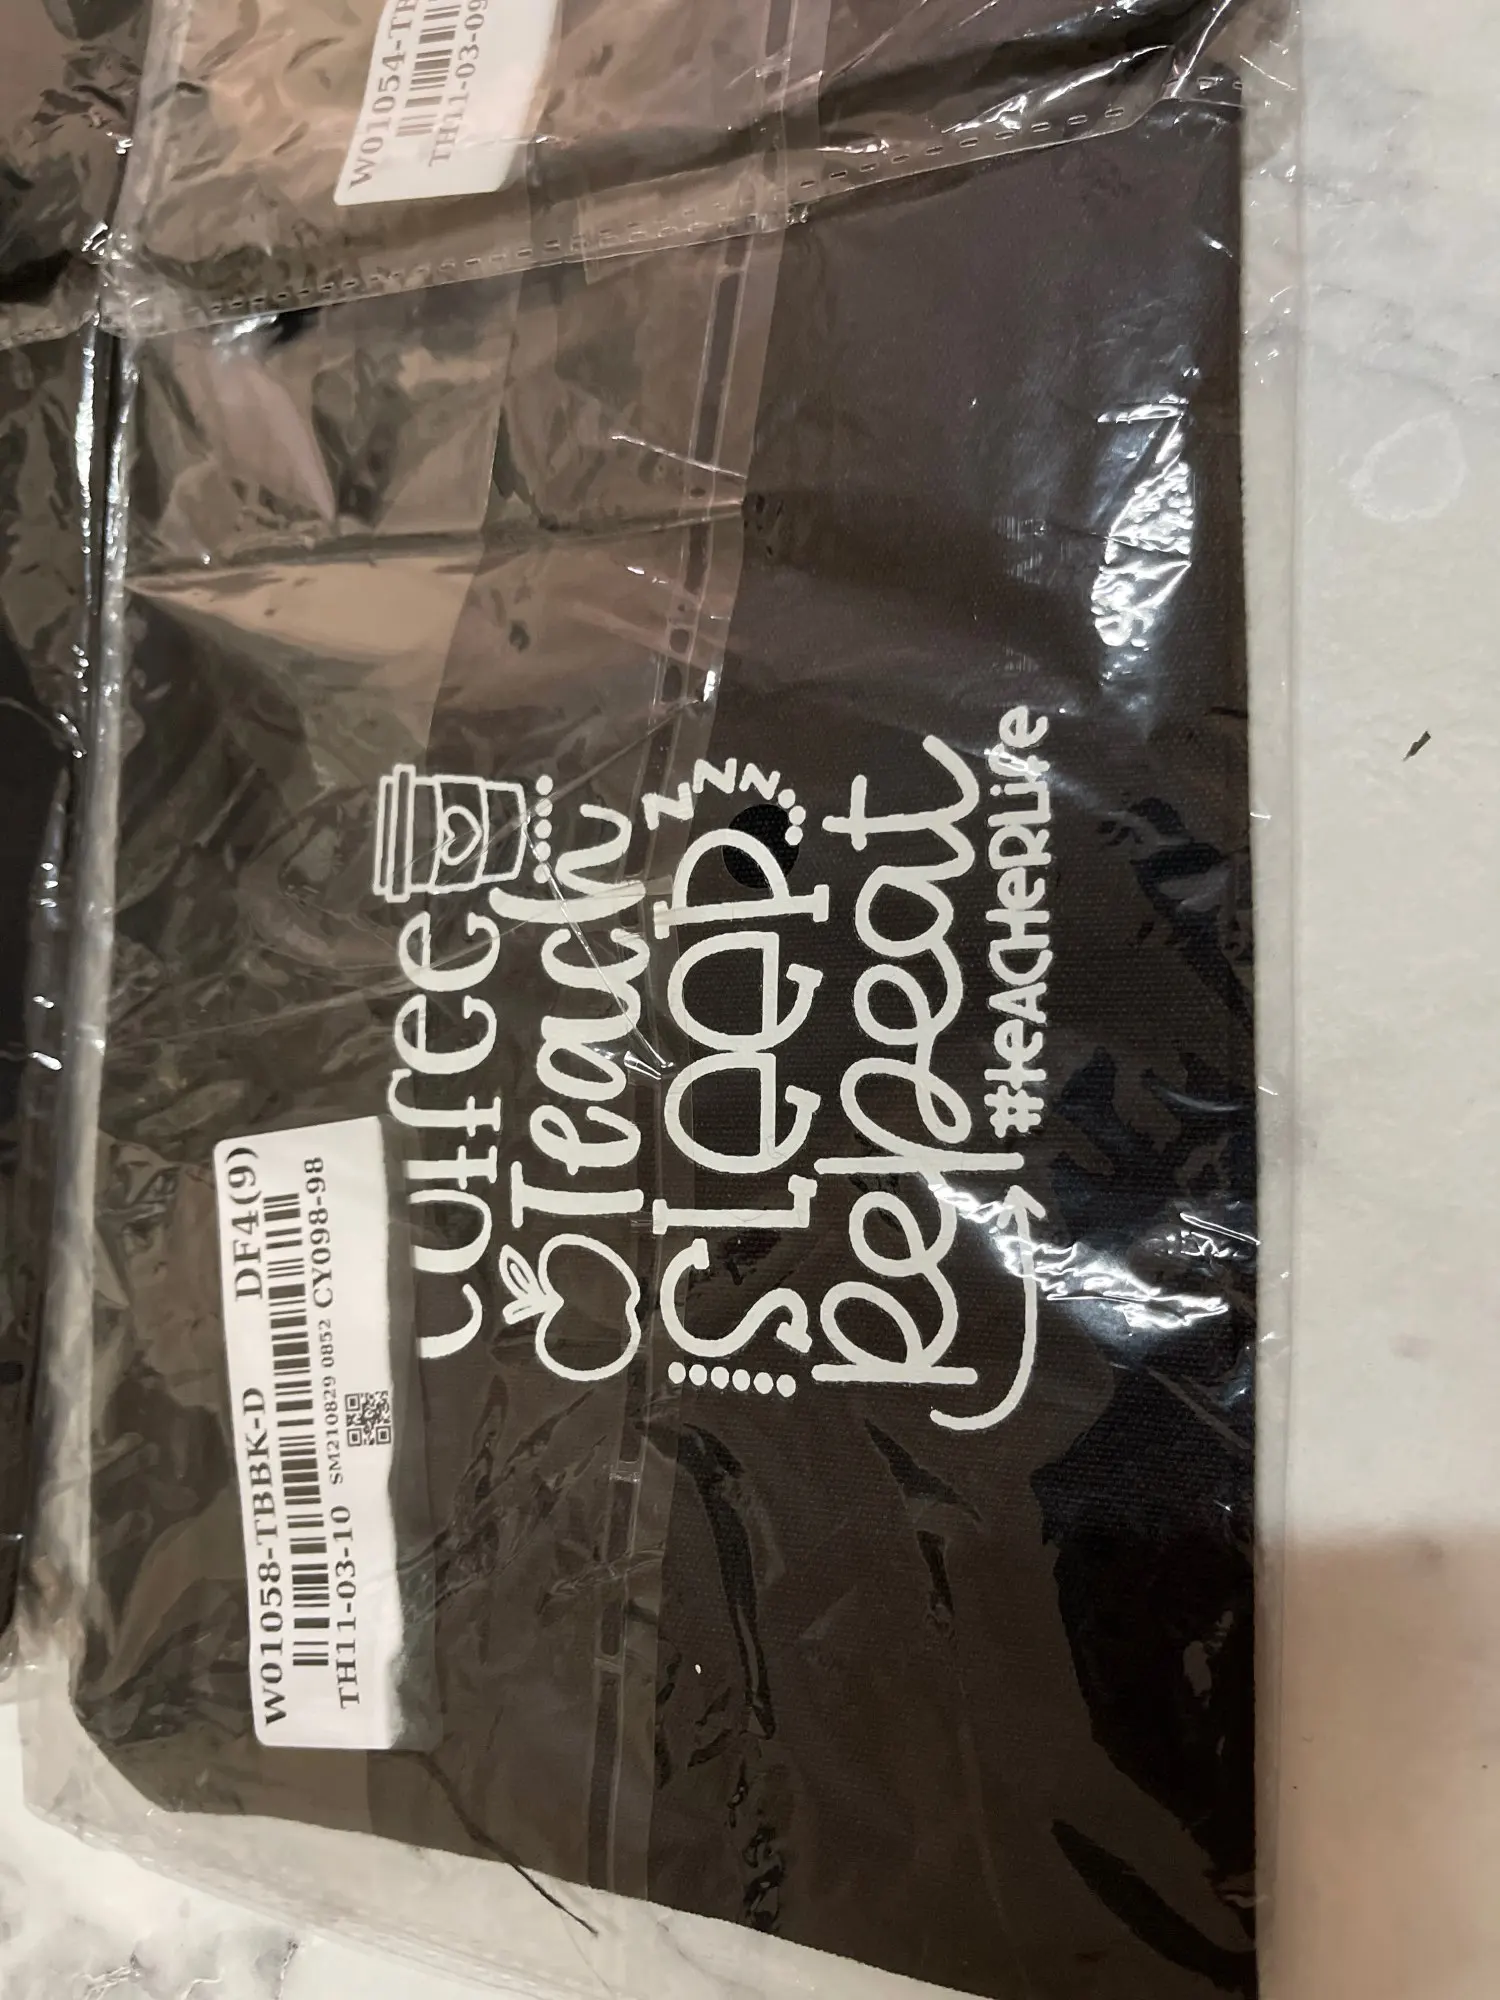 W01054-TB
TH11-03-09
W01058-TBBK-D DF4(9)
TH11-03-10 SM210829 0852 CY098-98
Coffee
Teach
zzzz
Sleep
Repeat
#TeACHeRLife